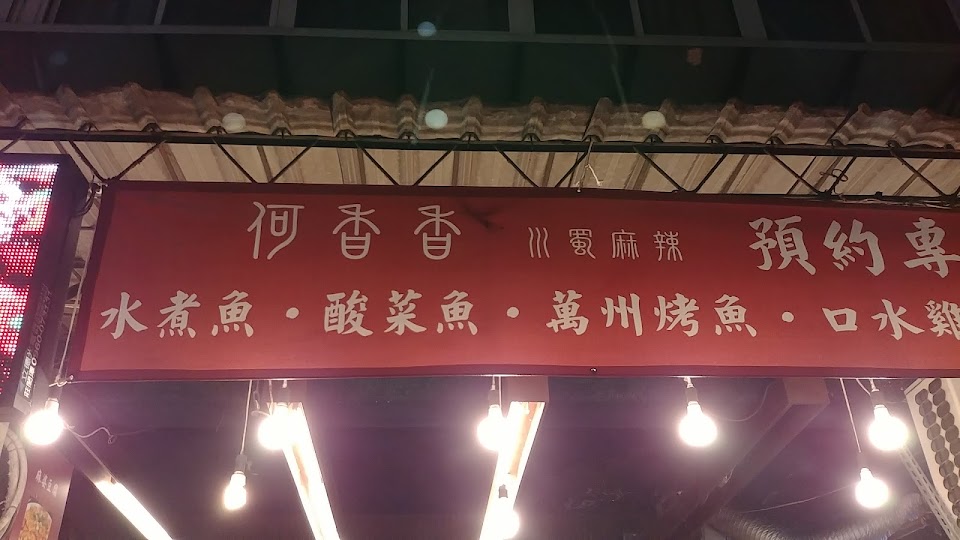 何香香 川蜀麻辣 預約專
水煮魚・酸菜魚・萬州烤魚・口水雞